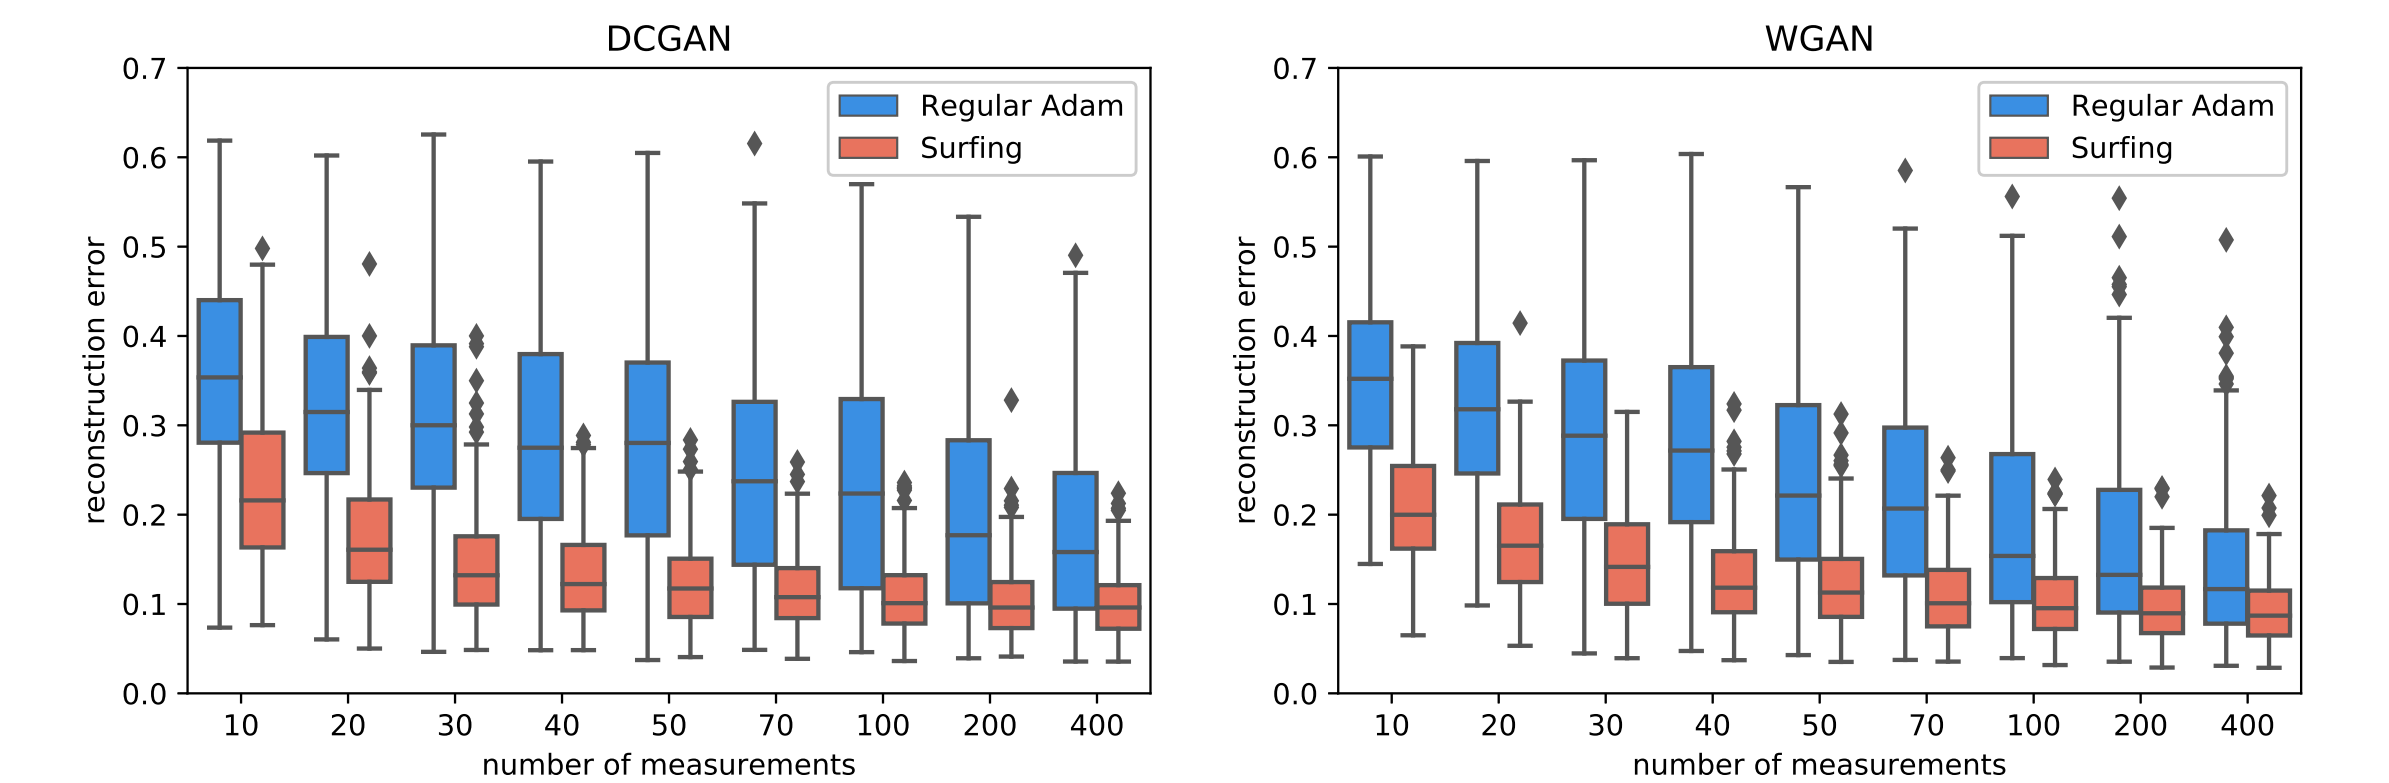 DCGAN
0.7
0.6
0.5
0.4
0.3
0.2
0.1
0.0
reconstruction error
Regular Adam
Surfing
10 20 30 40 50 70 100 200 400
number of measurements
WGAN
0.7
0.6
0.5
0.4
0.3
0.2
0.1
0.0
reconstruction error
Regular Adam
Surfing
10 20 30 40 50 70 100 200 400
number of measurements